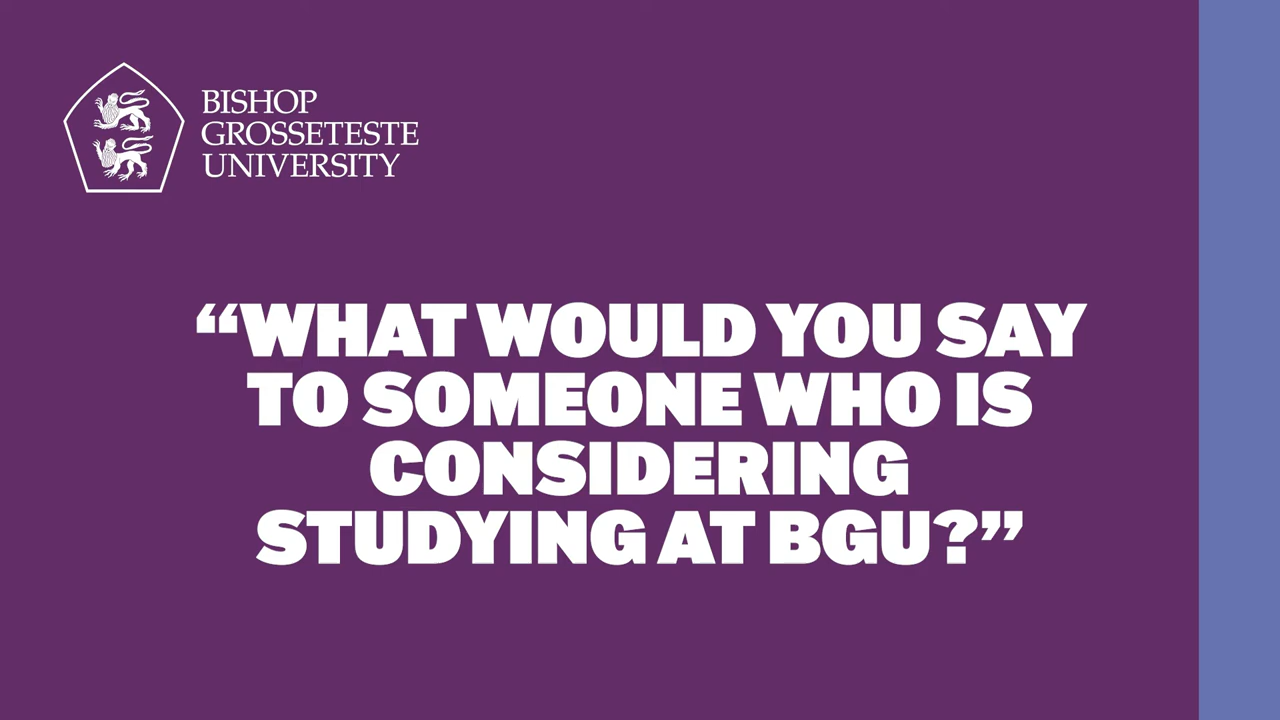 BISHOP
GROSSETESTE
UNIVERSITY
“WHAT WOULD YOU SAY
TO SOMEONE WHO IS
CONSIDERING
STUDYING AT BGU?”